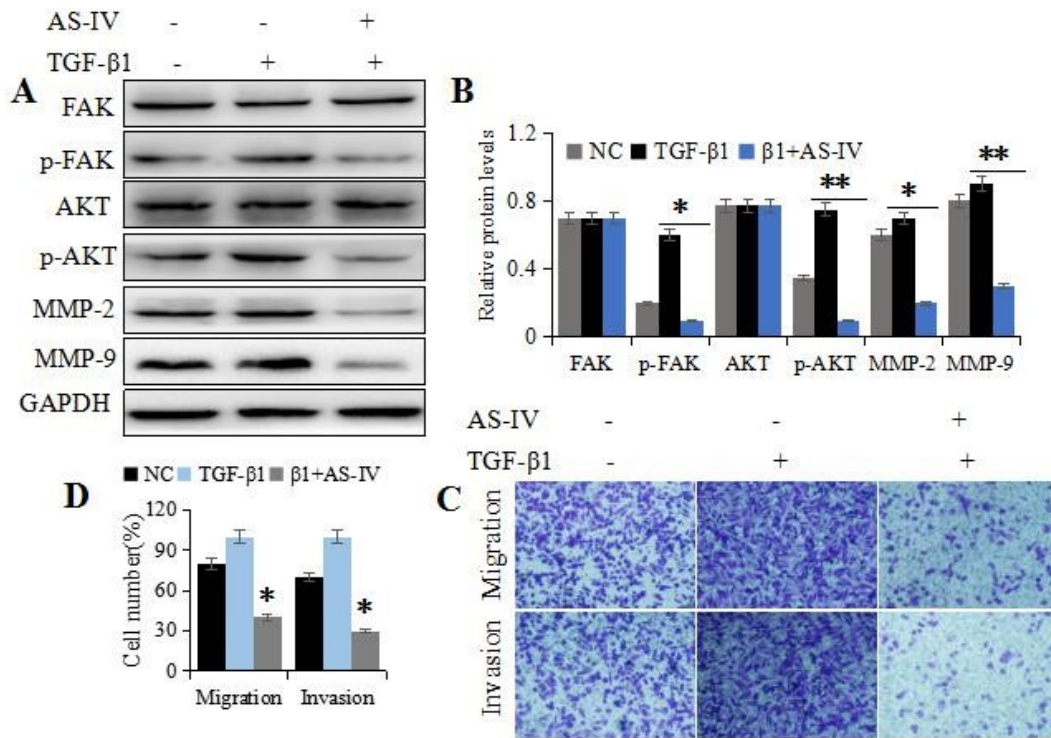 AS-IV - - +
TGF-β1 - + +
A
FAK
p-FAK
AKT
p-AKT
MMP-2
MMP-9
GAPDH
B
NC TGF-β1 β1+AS-IV
Relative protein levels
1.2
0.8
0.4
0
* ** * **
FAK p-FAK AKT p-AKT MMP-2 MMP-9
D
NC TGF-β1 β1+AS-IV
Cell number(%)
120
90
60
30
0
* *
Migration Invasion
AS-IV - - +
TGF-β1 - + +
C
Migration
Invasion